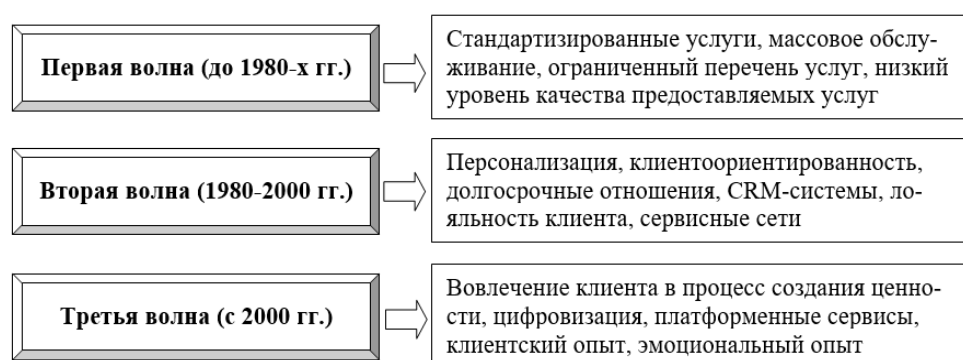 Первая волна (до 1980-х гг.)
Стандартизированные услуги, массовое обслу-
живание, ограниченный перечень услуг, низкий
уровень качества предоставляемых услуг
Вторая волна (1980-2000 гг.)
Персонализация, клиентоориентированность,
долгосрочные отношения, CRM-системы, ло-
яльность клиента, сервисные сети
Третья волна (с 2000 гг.)
Вовлечение клиента в процесс создания ценно-
сти, цифровизация, платформенные сервисы,
клиентский опыт, эмоциональный опыт